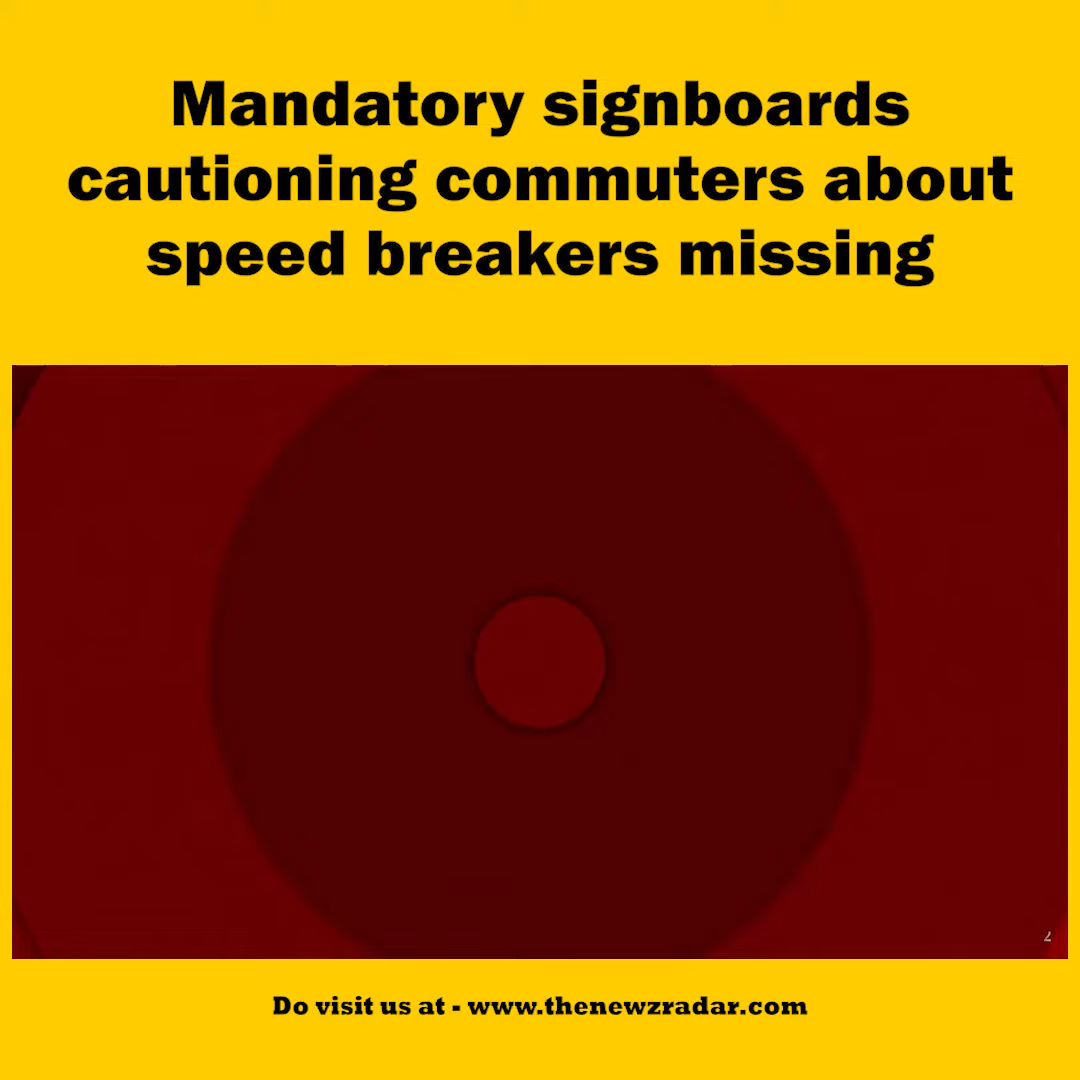 Mandatory signboards
cautioning commuters about
speed breakers missing
Do visit us at - www.thenewzradar.com